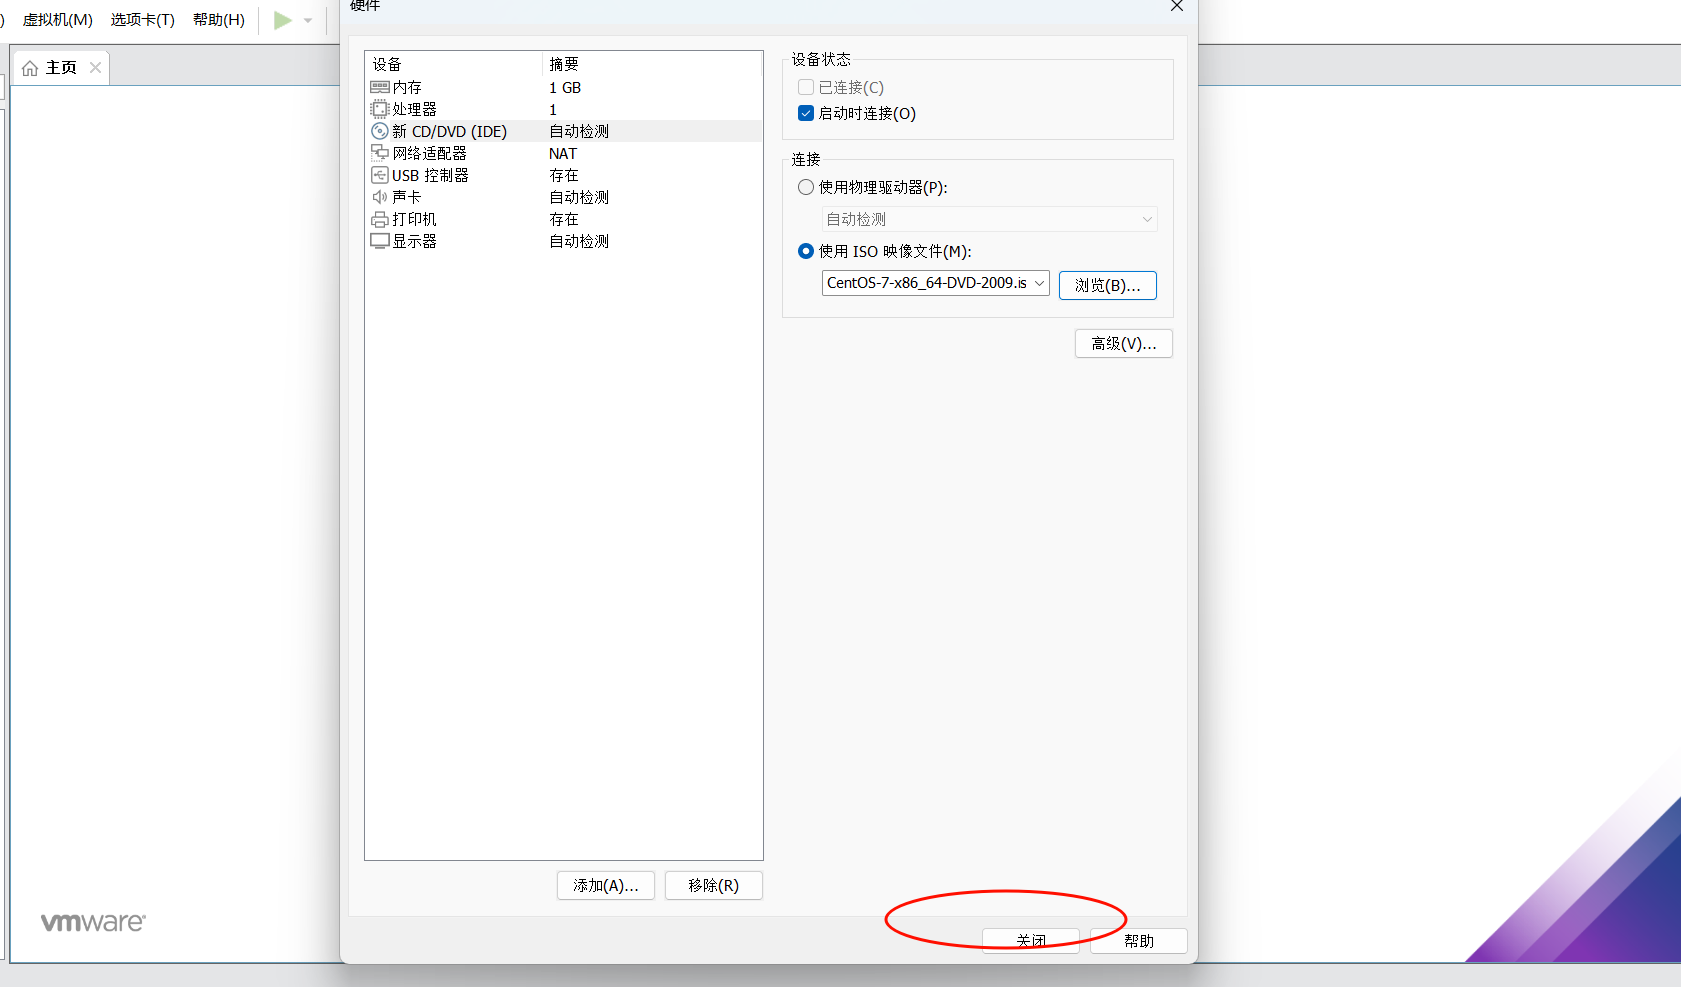 ) 虚拟机(M) 选项卡(T) 帮助(H)
硬件
主页
设备 摘要
内存 1 GB
处理器 1
新 CD/DVD (IDE) 自动检测
网络适配器 NAT
USB 控制器 存在
声卡 自动检测
打印机 存在
显示器 自动检测
添加(A)... 移除(R)
设备状态
已连接(C)
启动时连接(O)
连接
使用物理驱动器(P):
自动检测
使用 ISO 映像文件(M):
CentOS-7-x86_64-DVD-2009.is 浏览(B)...
高级(V)...
关闭 帮助
vmware